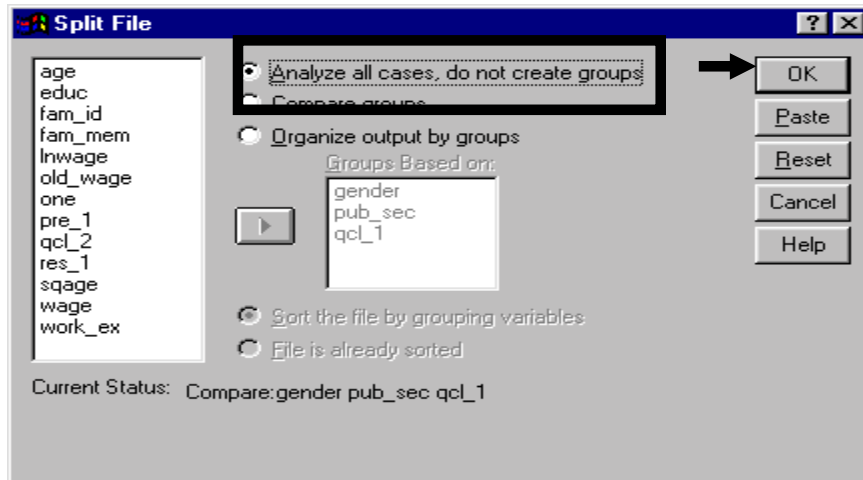 Split File
age
educ
fam_id
fam_mem
lnwage
old_wage
one
pre_1
qcl_2
res_1
sqage
wage
work_ex
Analyze all cases, do not create groups
Compare groups
Organize output by groups
Groups Based on:
gender
pub_sec
qcl_1
Sort the file by grouping variables
File is already sorted
OK
Paste
Reset
Cancel
Help
Current Status: Compare:gender pub_sec qcl_1